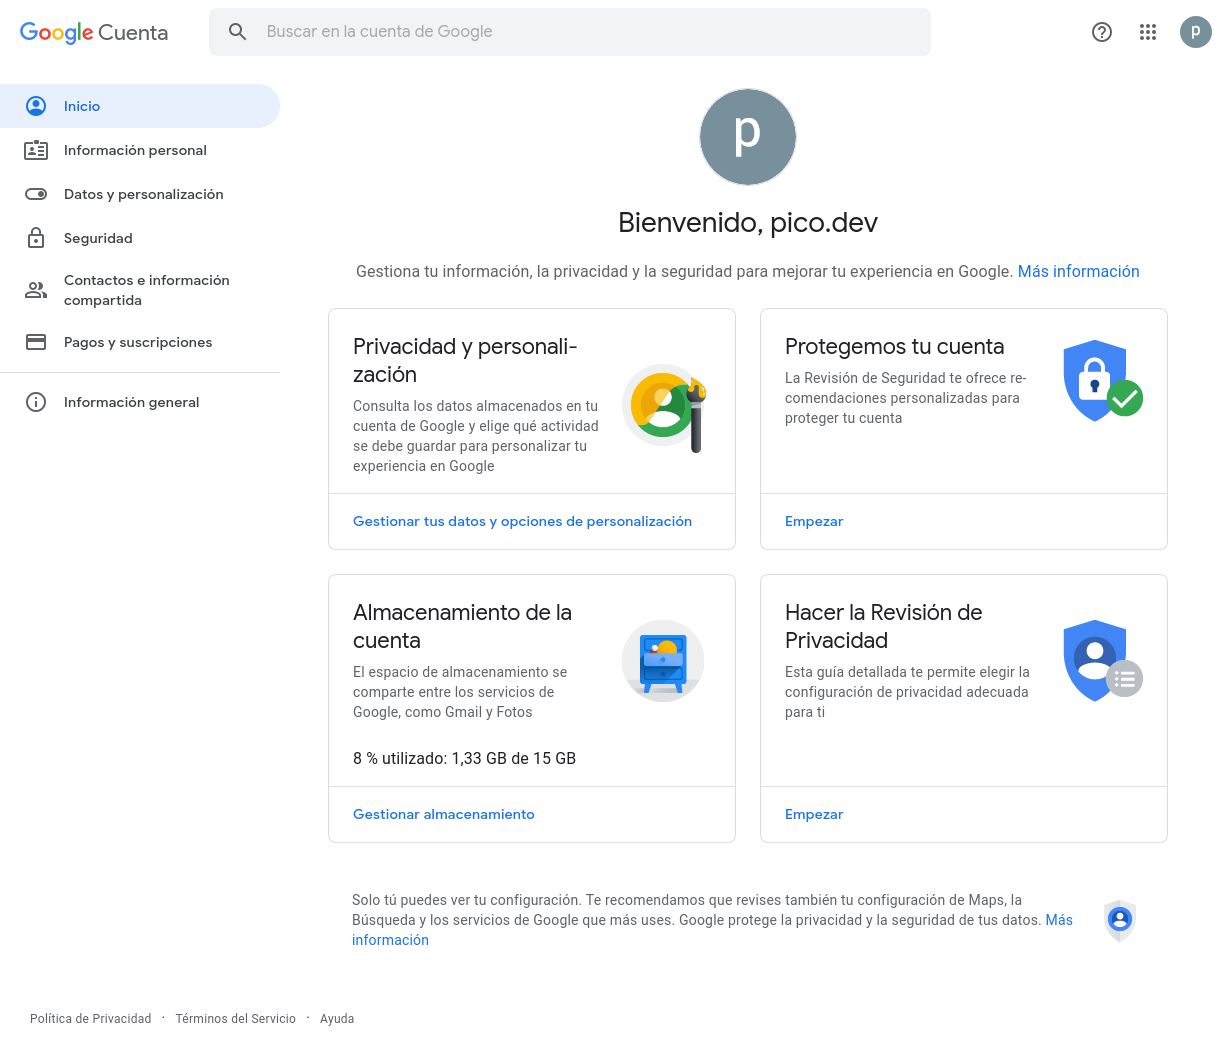 Google Cuenta
Buscar en la cuenta de Google
p
Inicio
Información personal
Datos y personalización
Seguridad
Contactos e información
compartida
Pagos y suscripciones
Información general
p
Bienvenido, pico.dev
Gestiona tu información, la privacidad y la seguridad para mejorar tu experiencia en Google. Más información
Privacidad y personali-
zación
Consulta los datos almacenados en tu
cuenta de Google y elige qué actividad
se debe guardar para personalizar tu
experiencia en Google
Gestionar tus datos y opciones de personalización
Protegemos tu cuenta
La Revisión de Seguridad te ofrece re-
comendaciones personalizadas para
proteger tu cuenta
Empezar
Almacenamiento de la
cuenta
El espacio de almacenamiento se
comparte entre los servicios de
Google, como Gmail y Fotos
8 % utilizado: 1,33 GB de 15 GB
Gestionar almacenamiento
Hacer la Revisión de
Privacidad
Esta guía detallada te permite elegir la
configuración de privacidad adecuada
para ti
Empezar
Solo tú puedes ver tu configuración. Te recomendamos que revises también tu configuración de Maps, la
Búsqueda y los servicios de Google que más uses. Google protege la privacidad y la seguridad de tus datos. Más
información
Política de Privacidad · Términos del Servicio · Ayuda